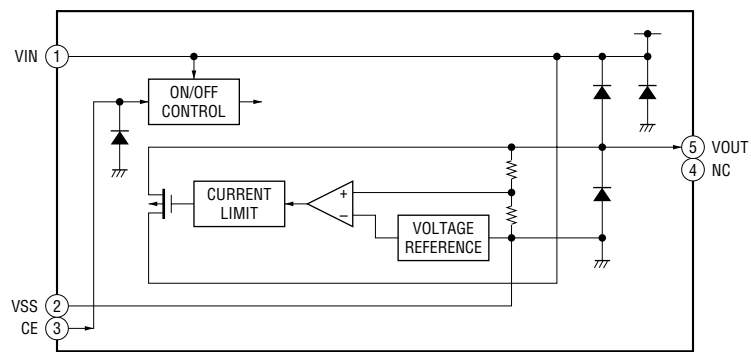 VIN 1
ON/OFF
CONTROL
5 VOUT
4 NC
CURRENT
LIMIT
+
–
VOLTAGE
REFERENCE
VSS 2
CE 3